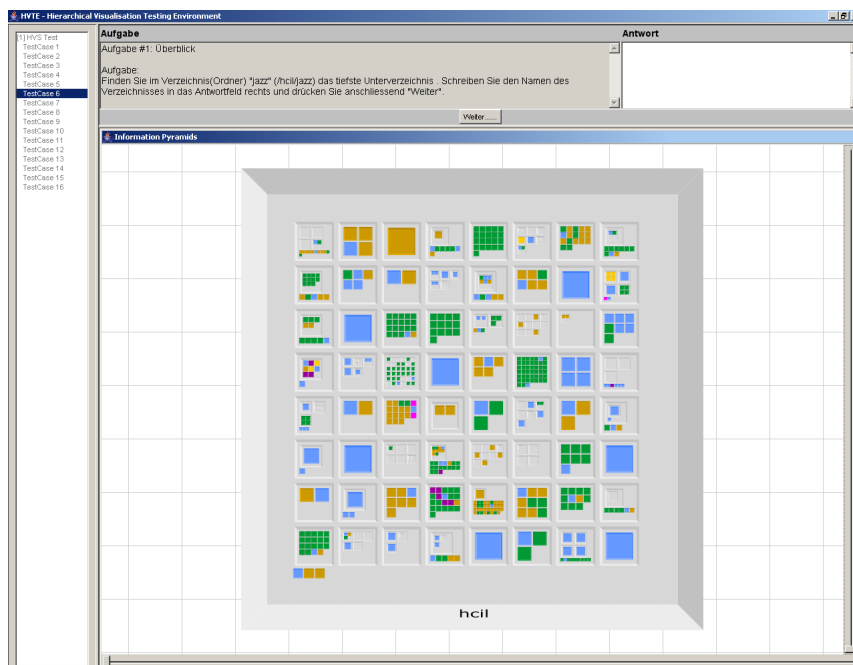 HVTE - Hierarchical Visualisation Testing Environment
[1] HVS Test
TestCase 1
TestCase 2
TestCase 3
TestCase 4
TestCase 5
TestCase 6
TestCase 7
TestCase 8
TestCase 9
TestCase 10
TestCase 11
TestCase 12
TestCase 13
TestCase 14
TestCase 15
TestCase 16
Aufgabe
Aufgabe #1: Überblick
Aufgabe:
Finden Sie im Verzeichnis(Ordner) "jazz" (/hcil/jazz) das tiefste Unterverzeichnis . Schreiben Sie den Namen des
Verzeichnisses in das Antwortfeld rechts und drücken Sie anschliessend "Weiter".
Antwort
Weiter......
Information Pyramids
hcil